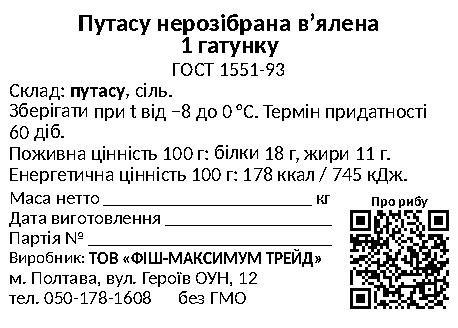 Путасу нерозібрана в’ялена
1 гатунку
ГОСТ 1551-93
Склад: путасу, сіль.
Зберігати при t від −8 до 0 °C. Термін придатності
60 діб.
Поживна цінність 100 г: білки 18 г, жири 11 г.
Енергетична цінність 100 г: 178 ккал / 745 кДж.
Маса нетто ________________________ кг
Дата виготовлення ___________________
Партія № ____________________________
Виробник: ТОВ «ФІШ-МАКСИМУМ ТРЕЙД»
м. Полтава, вул. Героїв ОУН, 12
тел. 050-178-1608 без ГМО
Про рибу